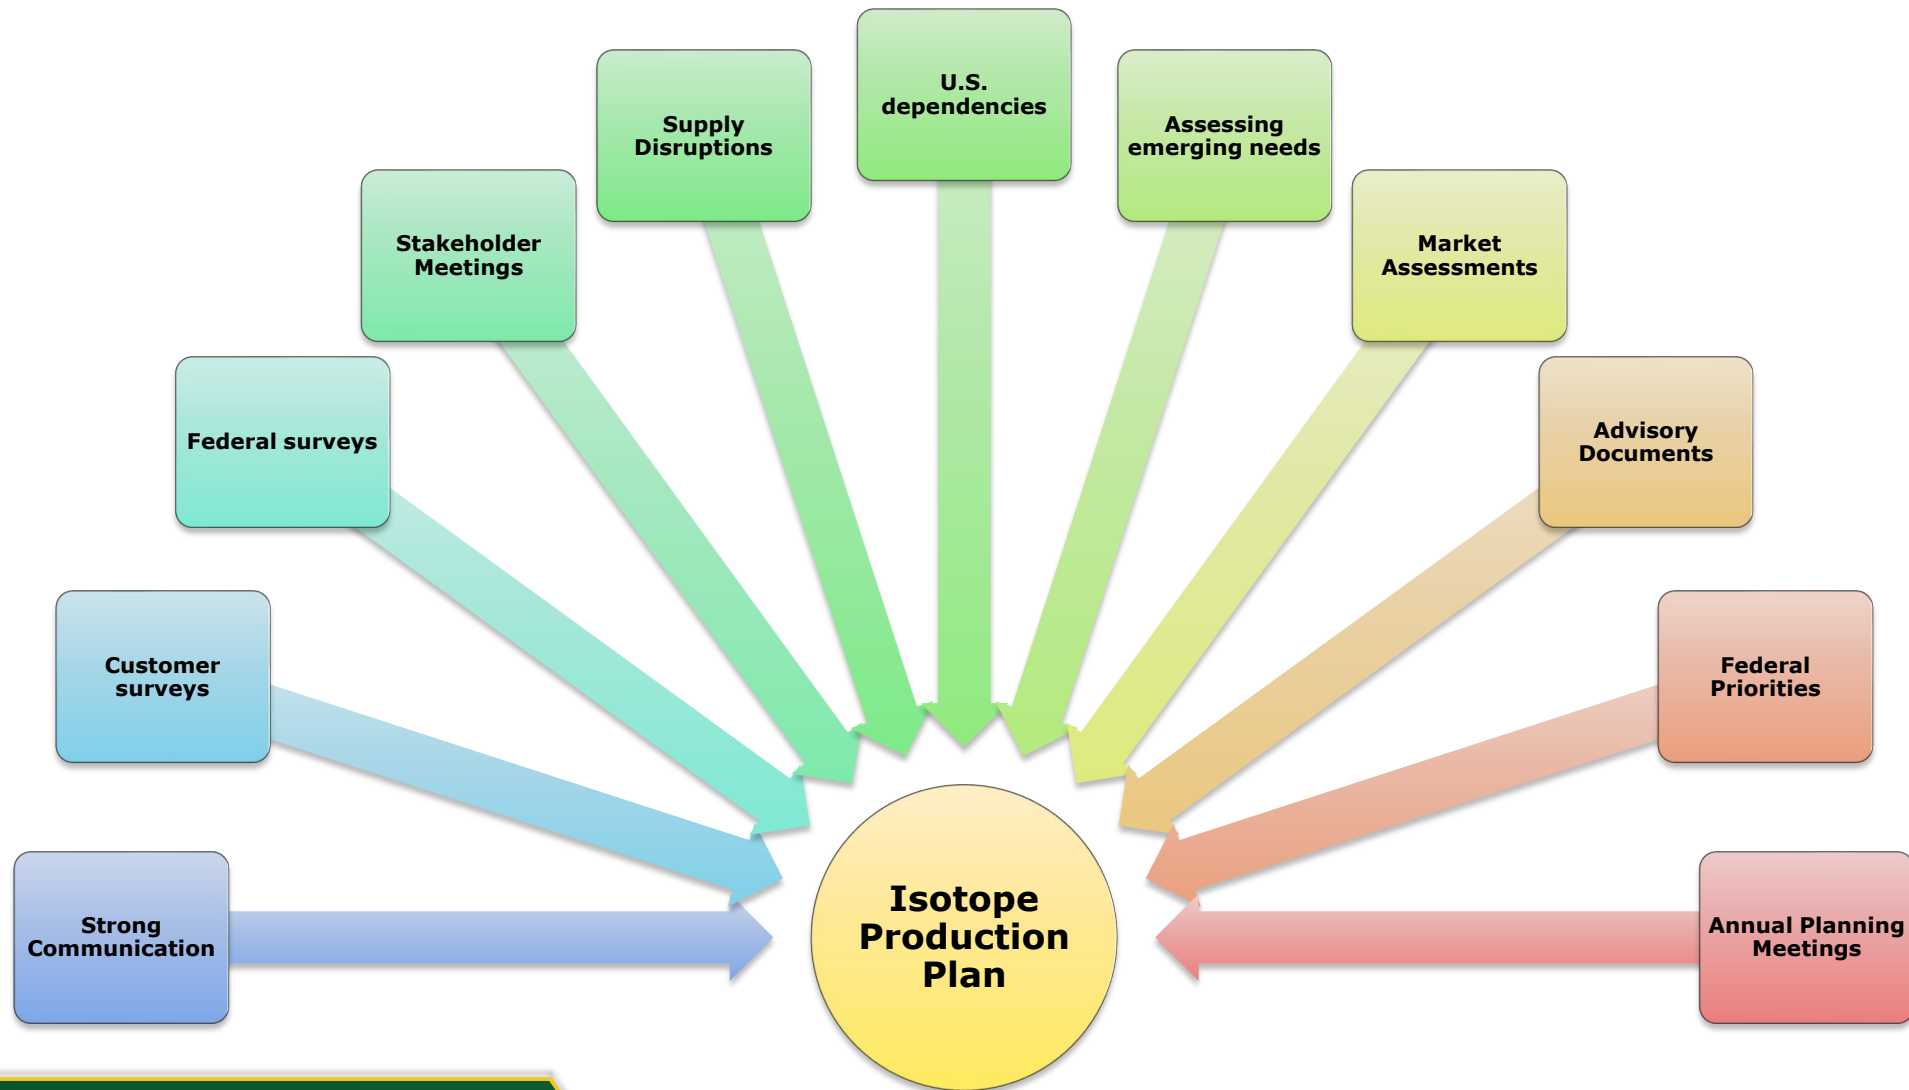 U.S.
dependencies
Supply
Disruptions
Assessing
emerging needs
Stakeholder
Meetings
Market
Assessments
Federal surveys
Advisory
Documents
Customer
surveys
Federal
Priorities
Strong
Communication
Isotope
Production
Plan
Annual Planning
Meetings